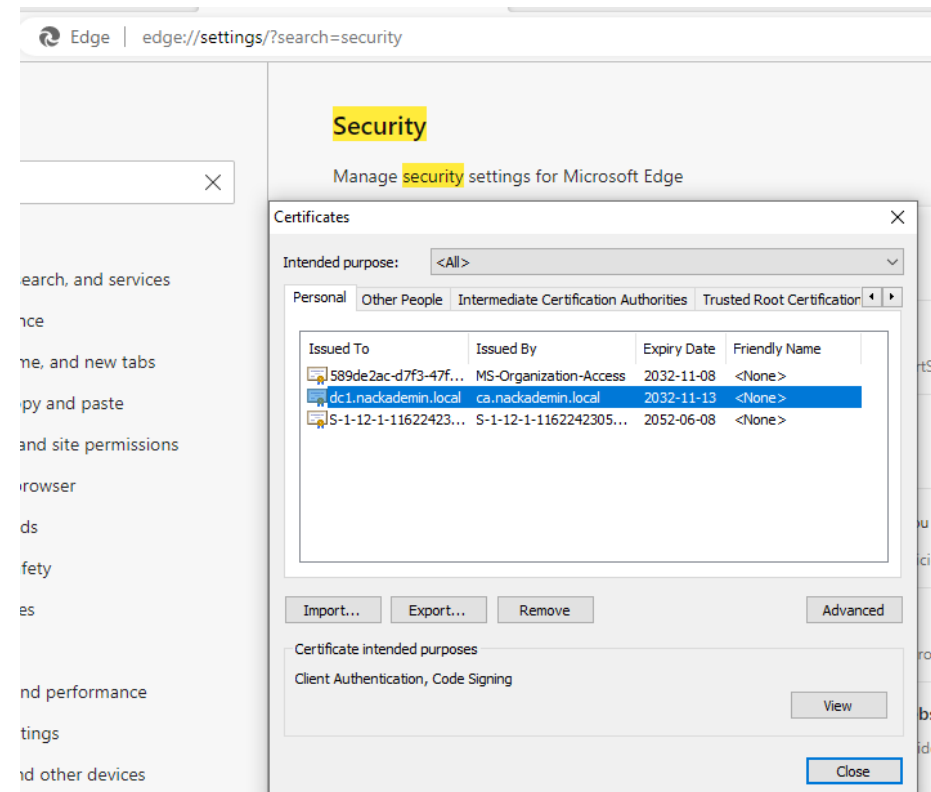 Edge edge://settings/?search=security
Security
Manage security settings for Microsoft Edge
Certificates
Intended purpose: <All>
Personal Other People Intermediate Certification Authorities Trusted Root Certification
Issued To Issued By Expiry Date Friendly Name
589de2ac-d7f3-47f... MS-Organization-Access 2032-11-08 <None>
dc1.nackademin.local ca.nackademin.local 2032-11-13 <None>
S-1-12-1-11622423... S-1-12-1-1162242305... 2052-06-08 <None>
Import... Export... Remove Advanced
Certificate intended purposes
Client Authentication, Code Signing
View
Close
earch, and services
nce
me, and new tabs
py and paste
and site permissions
rowser
ds
fety
es
nd performance
tings
nd other devices